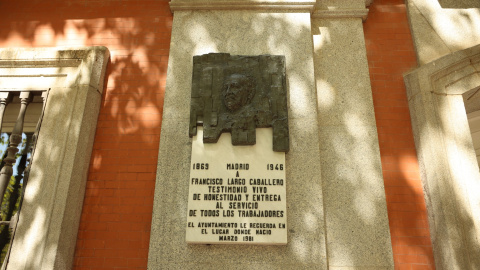 1869 MADRID 1946
A
FRANCISCO LARGO CABALLERO
TESTIMONIO VIVO
DE HONESTIDAD Y ENTREGA
AL SERVICIO
DE TODOS LOS TRABAJADORES
EL AYUNTAMIENTO LE RECUERDA EN
EL LUGAR DONDE NACIO
MARZO 1981